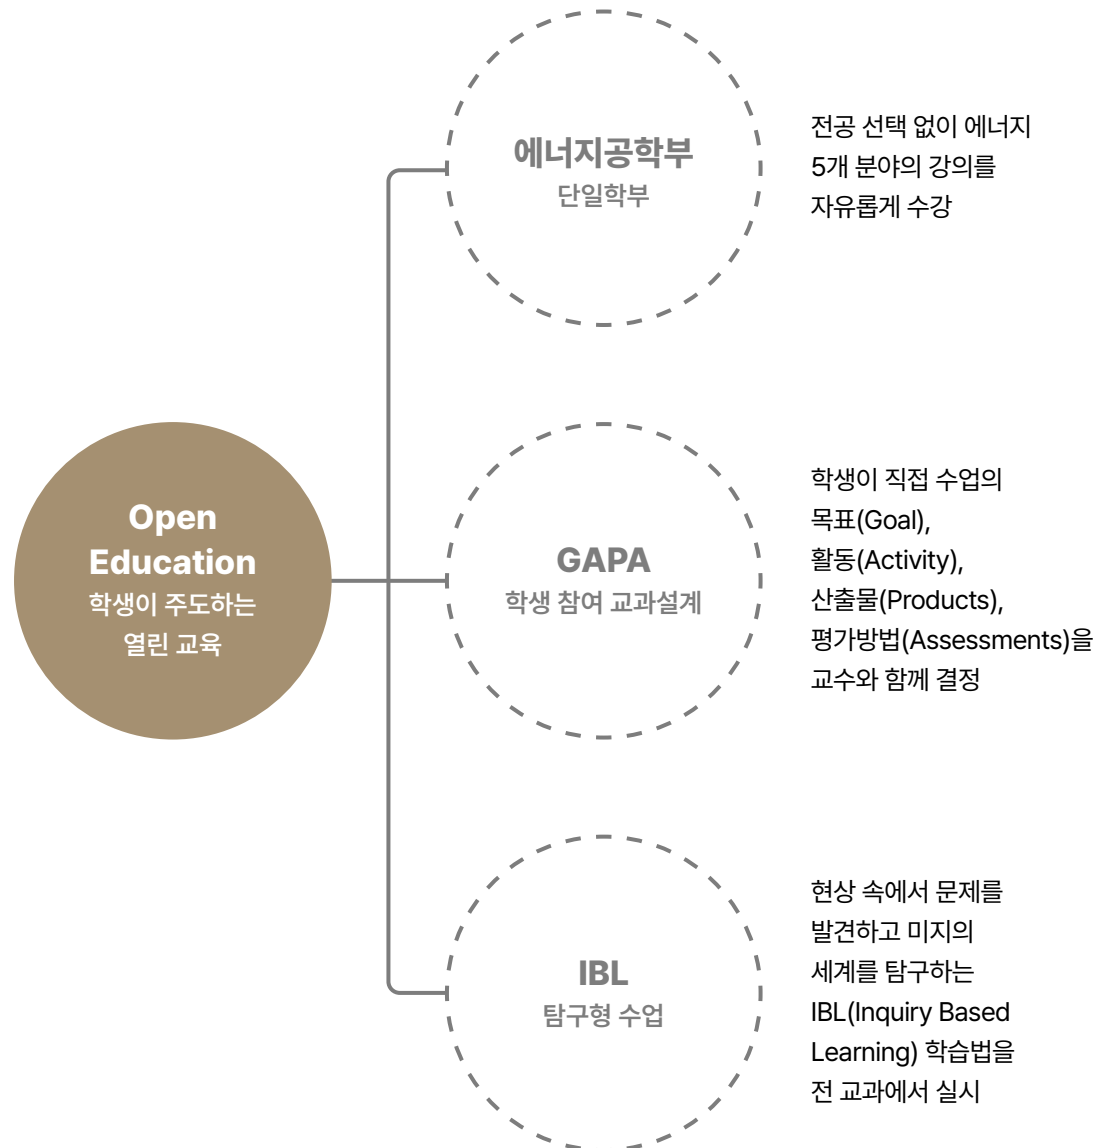 에너지공학부
단일학부
전공 선택 없이 에너지
5개 분야의 강의를
자유롭게 수강
Open
Education
학생이 주도하는
열린 교육
GAPA
학생 참여 교과설계
학생이 직접 수업의
목표(Goal),
활동(Activity),
산출물(Products),
평가방법(Assessments)을
교수와 함께 결정
IBL
탐구형 수업
현상 속에서 문제를
발견하고 미지의
세계를 탐구하는
IBL(Inquiry Based
Learning) 학습법을
전 교과에서 실시